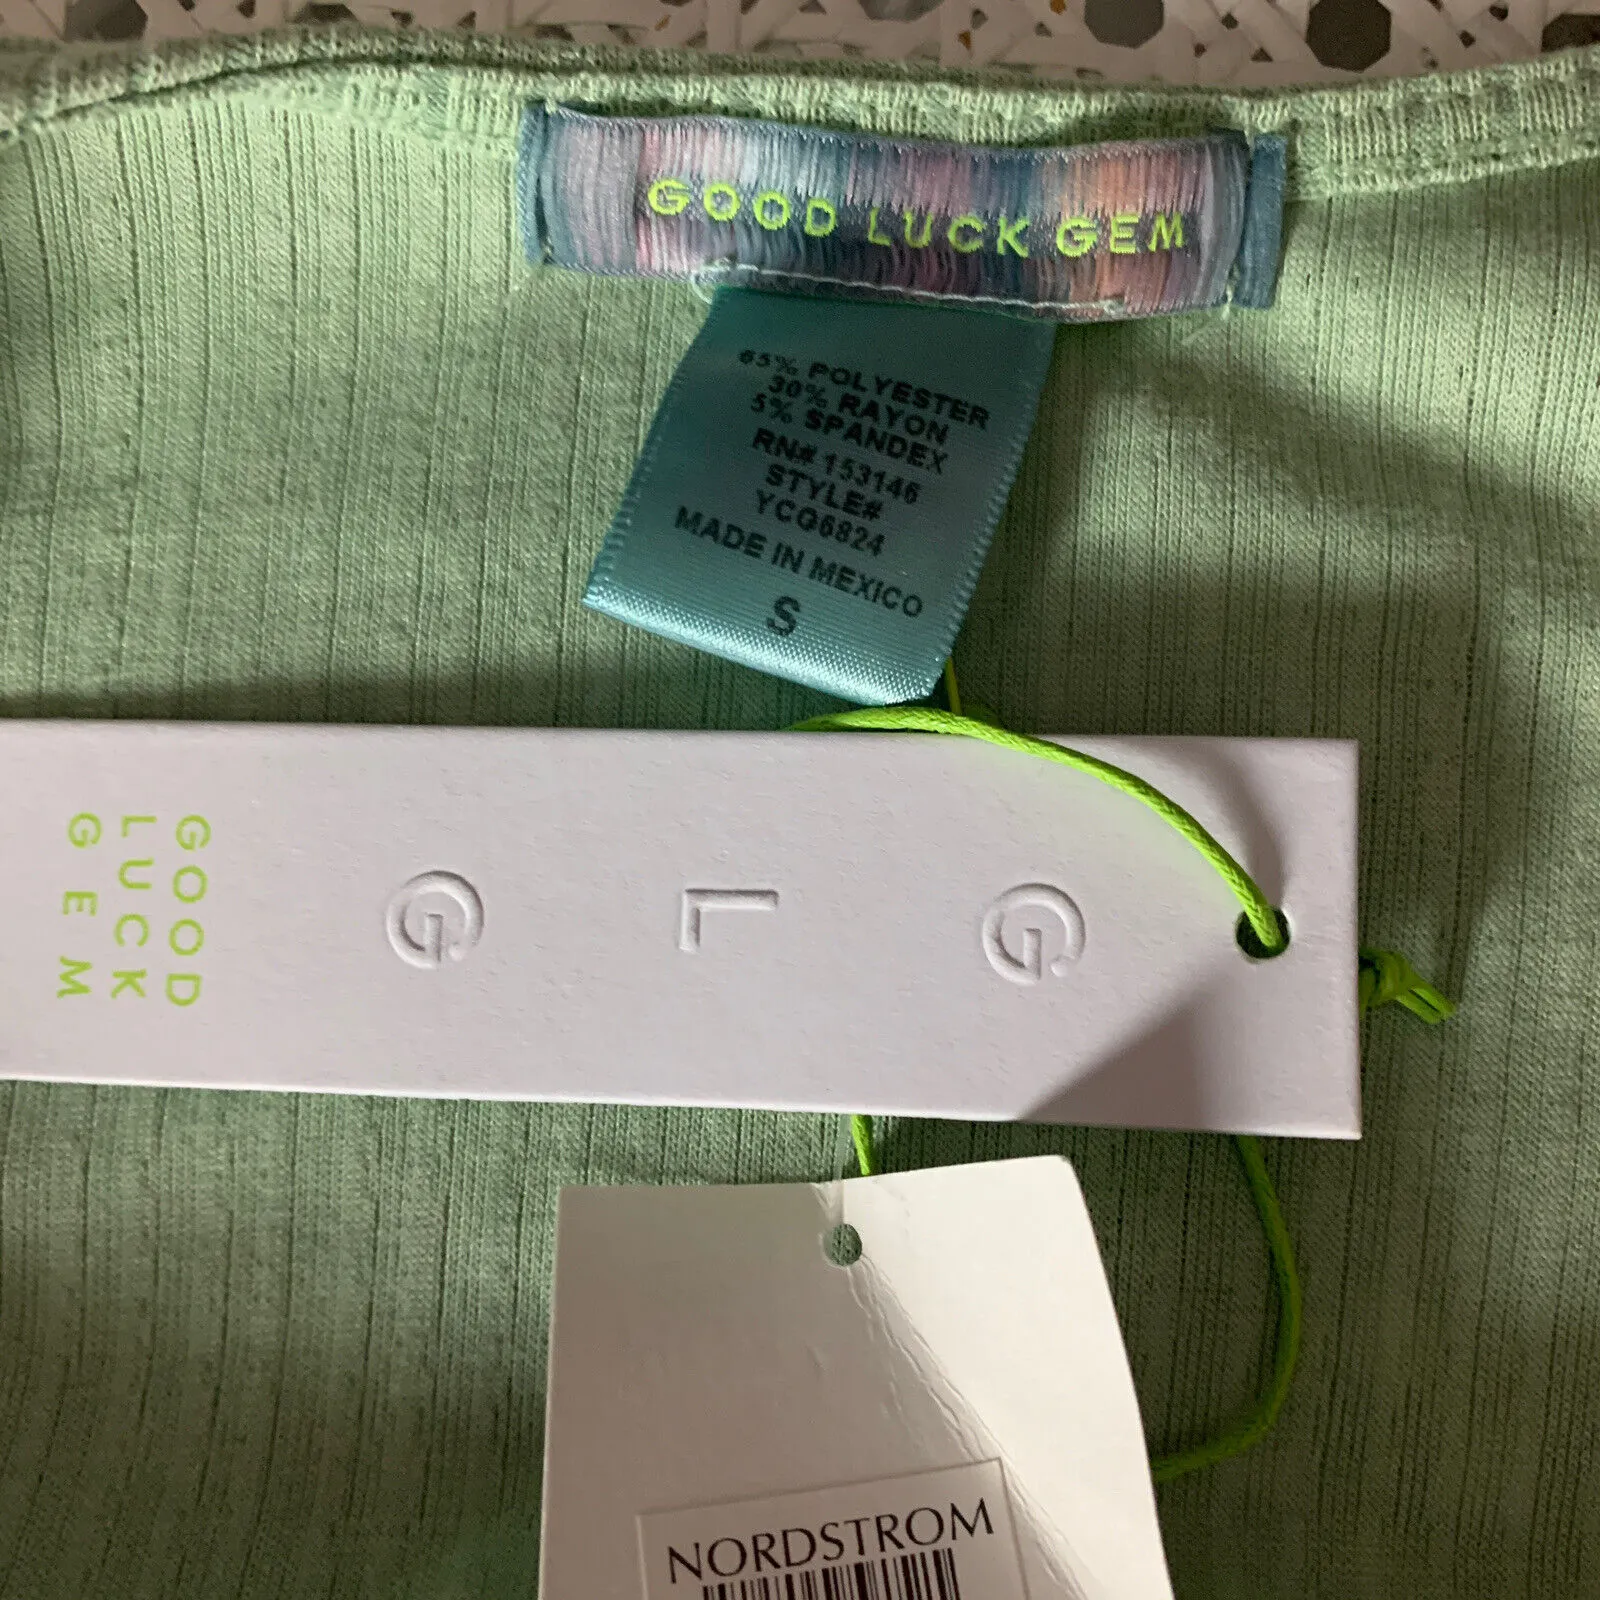 GOOD LUCK GEM
65% POLYESTER
30% RAYON
5% SPANDEX
RN# 153146
STYLE#
YCG6824
MADE IN MEXICO
S
G L G
GOOD
LUCK
GEM
NORDSTROM